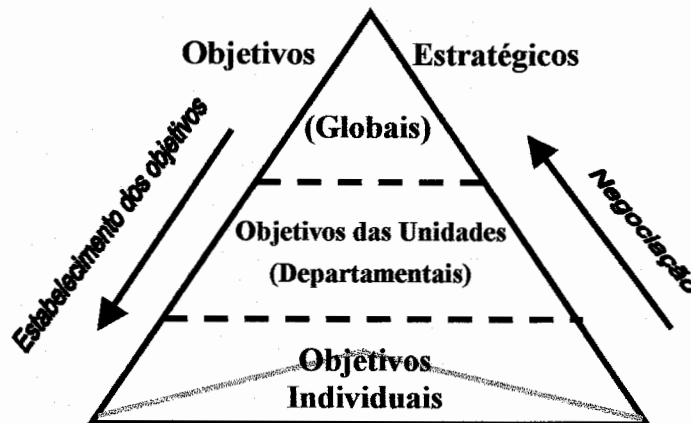 Objetivos Estratégicos
(Globais)
Estabelecimento dos objetivos
Negociação
Objetivos das Unidades
(Departamentais)
Objetivos
Individuais